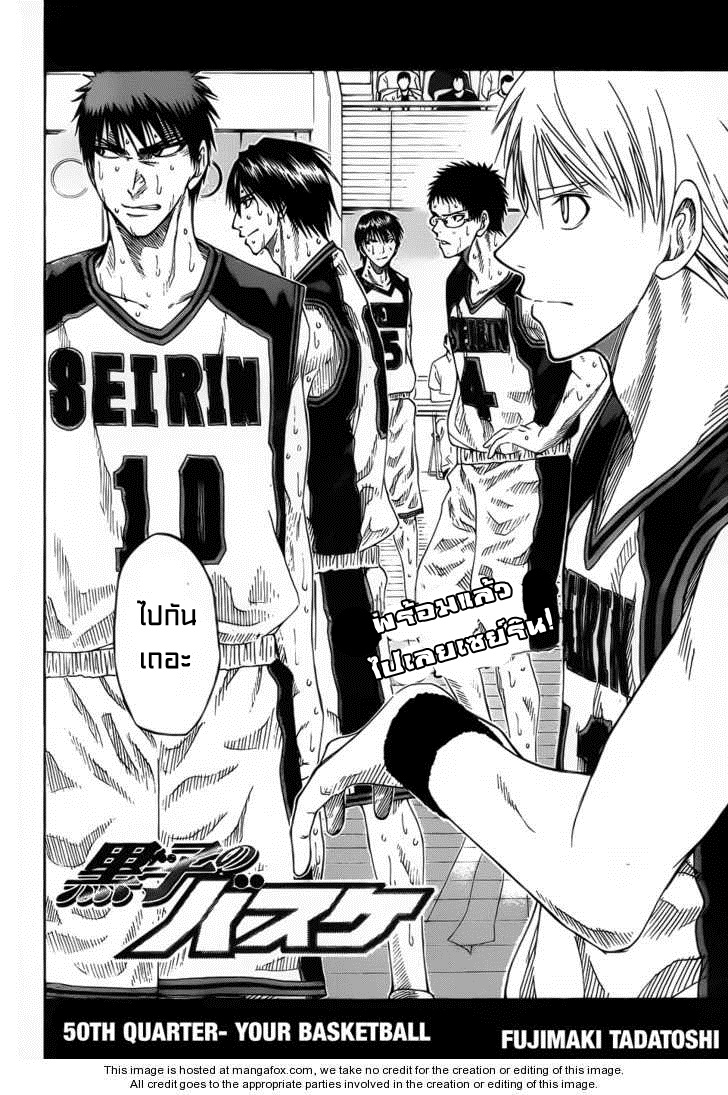 SEIRIN
10
5
SEIRIN
4
ไปกัน
เถอะ
พร้อมแล้ว
ไปเลยเซย์ริน!
黒子の
バスケ
50TH QUARTER- YOUR BASKETBALL
FUJIMAKI TADATOSHI
This image is hosted at mangafox.com, we take no credit for the creation or editing of this image.
All credit goes to the appropriate parties involved in the creation or editing of this image.